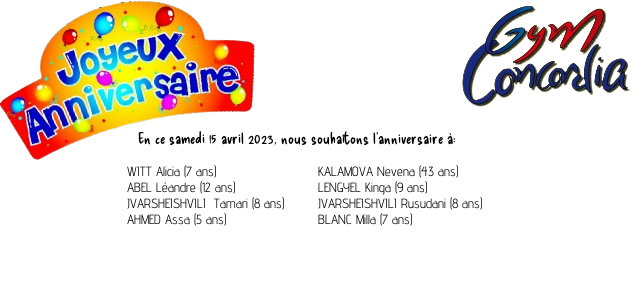 Joyeux
Anniversaire
Gym
Concordia
En ce samedi 15 avril 2023, nous souhaitons l'anniversaire à:
WITT Alicia (7 ans)
ABEL Léandre (12 ans)
JVARSHEISHVILI Tamari (8 ans)
AHMED Assa (5 ans)
KALAMOVA Nevena (43 ans)
LENGYEL Kinga (9 ans)
JVARSHEISHVILI Rusudani (8 ans)
BLANC Milla (7 ans)